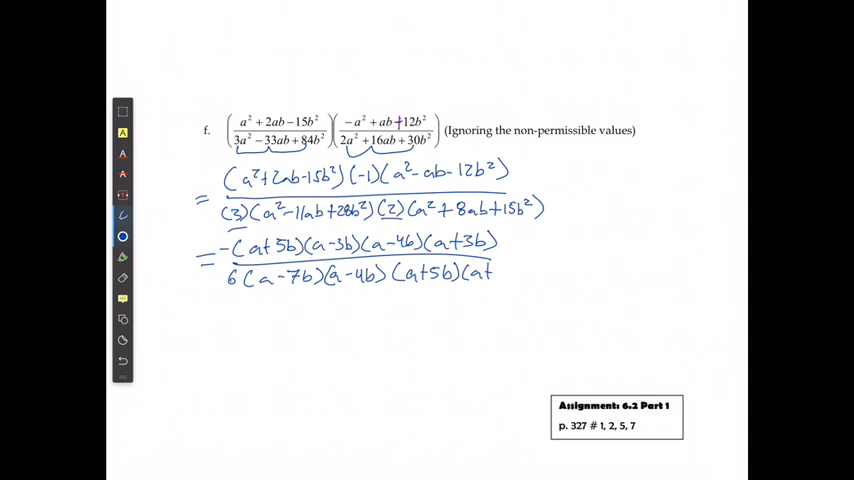 f. ( a² + 2ab − 15b² / 3a² − 33ab + 84b² )( −a² + ab + 12b² / 2a² + 16ab + 30b² ) (Ignoring the non-permissible values)
= (a²+2ab-15b²)(-1)(a²-ab-12b²)
(3)(a²-11ab+28b²)(2)(a²+8ab+15b²)
= -(a+5b)(a-3b)(a-4b)(a+3b)
6(a-7b)(a-4b)(a+5b)(a+
Assignment: 6.2 Part 1
p. 327 # 1, 2, 5, 7